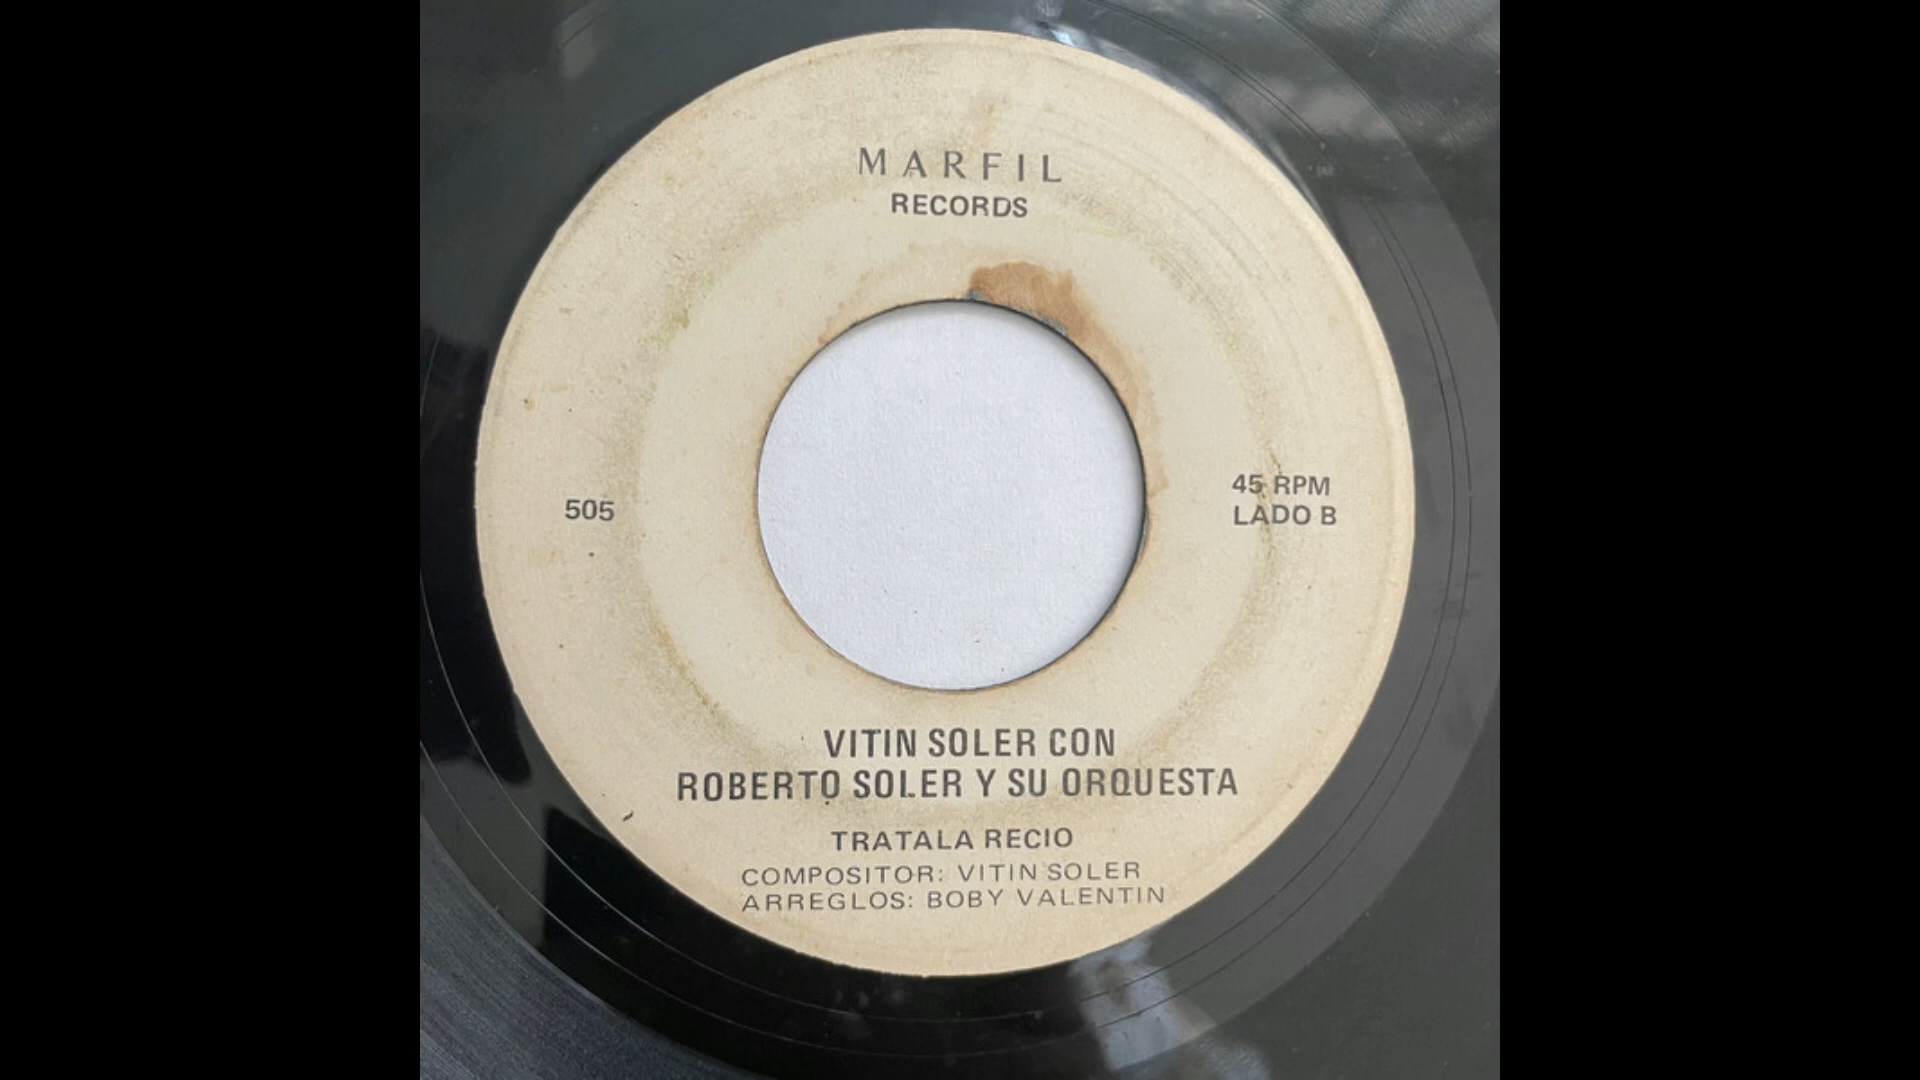 MARFIL
RECORDS
505
45 RPM
LADO B
VITIN SOLER CON
ROBERTO SOLER Y SU ORQUESTA
TRATALA RECIO
COMPOSITOR: VITIN SOLER
ARREGLOS: BOBY VALENTIN